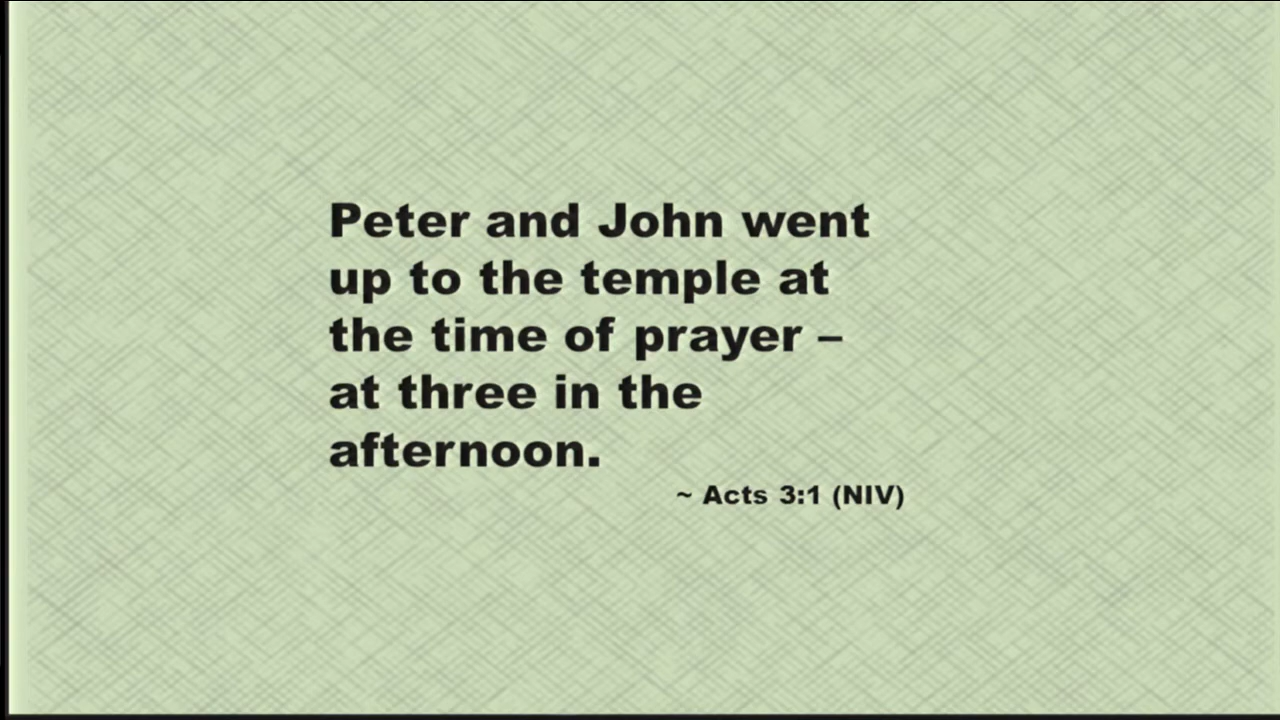 Peter and John went
up to the temple at
the time of prayer –
at three in the
afternoon.
~ Acts 3:1 (NIV)